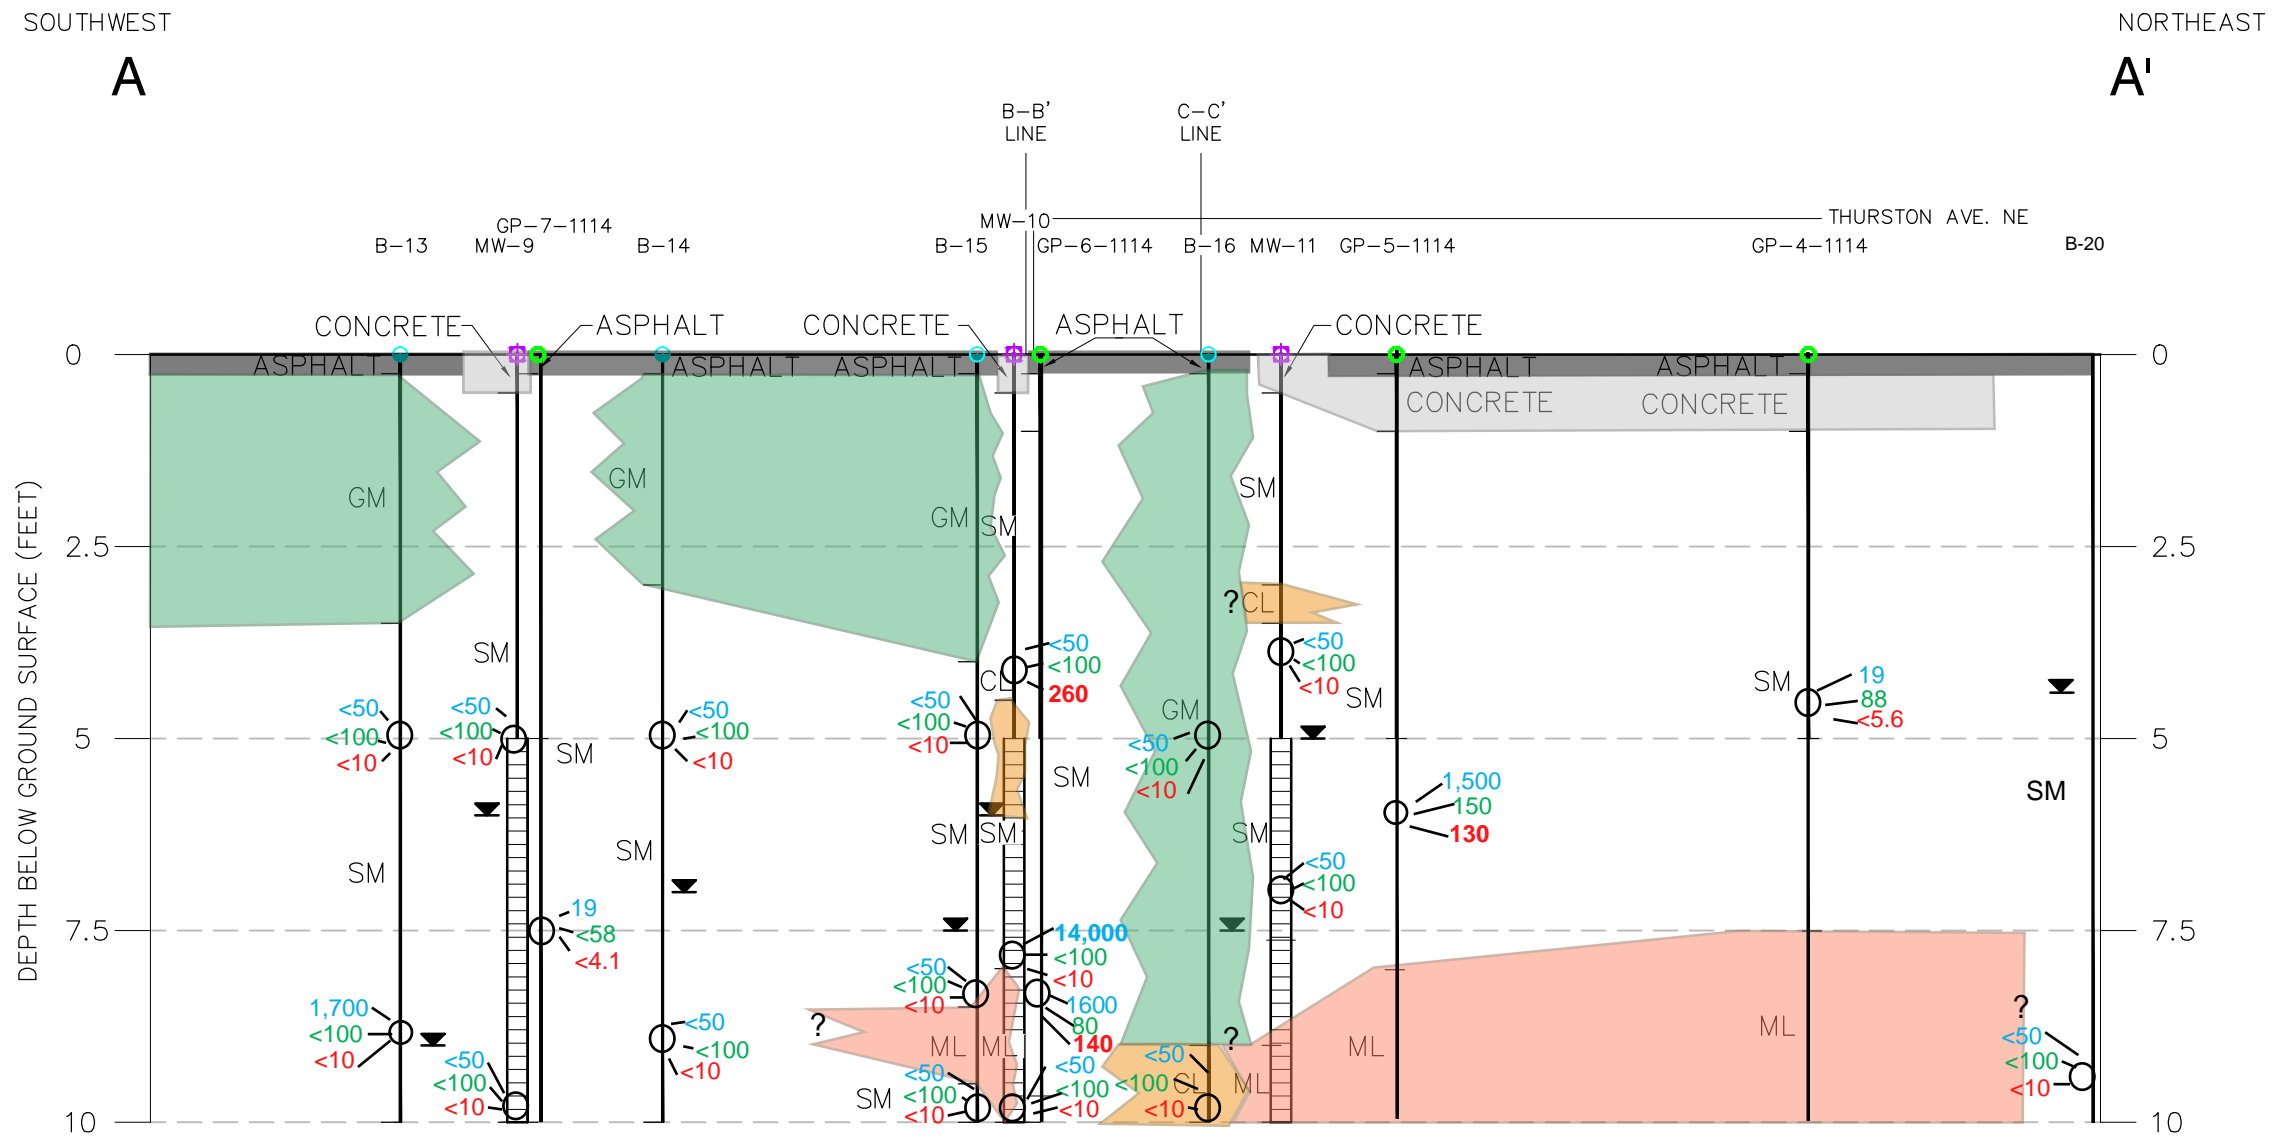 SOUTHWEST
NORTHEAST
A
A'
B-B'
LINE
C-C'
LINE
MW-10
THURSTON AVE. NE
GP-7-1114
B-13
MW-9
B-14
B-15
GP-6-1114
B-16
MW-11
GP-5-1114
GP-4-1114
B-20
CONCRETE
ASPHALT
CONCRETE
ASPHALT
CONCRETE
0
ASPHALT
ASPHALT
ASPHALT
ASPHALT
ASPHALT
0
CONCRETE
CONCRETE
DEPTH BELOW GROUND SURFACE (FEET)
GM
GM
GM
SM
SM
2.5
2.5
?
CL
SM
<50
<100
260
<50
<100
<10
CL
SM
SM
19
88
<5.6
<50
<100
<10
<50
<100
<10
<50
<100
<10
<50
<100
<10
GM
<50
<100
<10
5
5
SM
SM
1,500
150
130
SM
SM
SM
SM
SM
SM
<50
<100
<10
7.5
7.5
19
<58
<4.1
14,000
<100
<10
<50
<100
<10
1600
80
140
1,700
<100
<10
<50
<100
<10
?
ML
ML
?
ML
ML
?
<50
<100
<10
<50
<100
<10
SM
<50
<100
<10
<50
<100
<10
<50
<100
<10
CL
ML
10
10